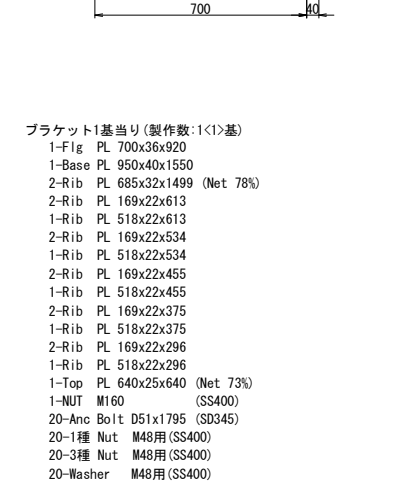 700
40
ブラケット1基当り(製作数:1<1>基)
1-Flg PL 700x36x920
1-Base PL 950x40x1550
2-Rib PL 685x32x1499 (Net 78%)
2-Rib PL 169x22x613
1-Rib PL 518x22x613
2-Rib PL 169x22x534
1-Rib PL 518x22x534
2-Rib PL 169x22x455
1-Rib PL 518x22x455
2-Rib PL 169x22x375
1-Rib PL 518x22x375
2-Rib PL 169x22x296
1-Rib PL 518x22x296
1-Top PL 640x25x640 (Net 73%)
1-NUT M160 (SS400)
20-Anc Bolt D51x1795 (SD345)
20-1種 Nut M48用(SS400)
20-3種 Nut M48用(SS400)
20-Washer M48用(SS400)